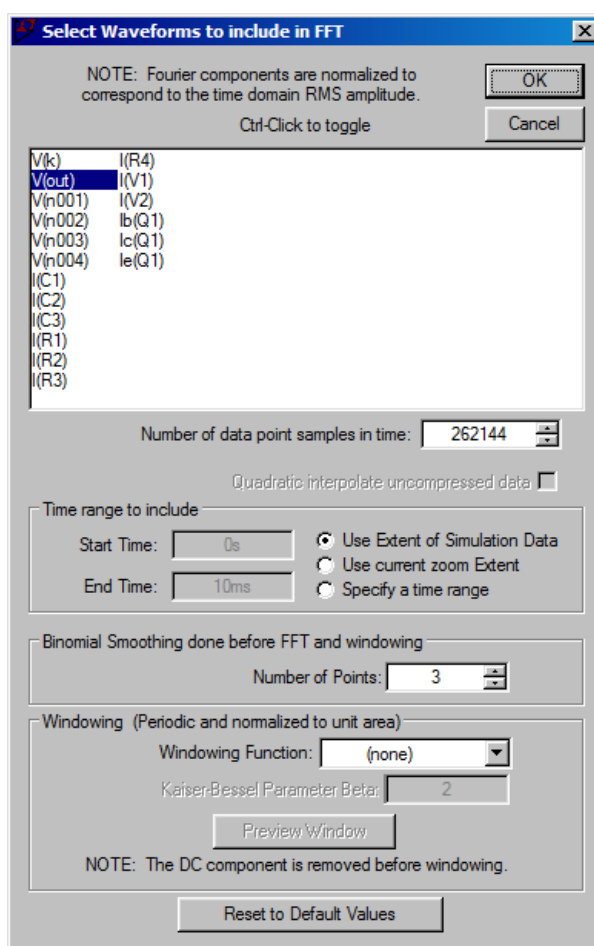 Select Waveforms to include in FFT
NOTE: Fourier components are normalized to
correspond to the time domain RMS amplitude.
OK
Ctrl-Click to toggle
Cancel
V(k) I(R4)
V(out) I(V1)
V(n001) I(V2)
V(n002) Ib(Q1)
V(n003) Ic(Q1)
V(n004) Ie(Q1)
I(C1)
I(C2)
I(C3)
I(R1)
I(R2)
I(R3)
Number of data point samples in time: 262144
Quadratic interpolate uncompressed data
Time range to include
Start Time: 0s
Use Extent of Simulation Data
Use current zoom Extent
End Time: 10ms
Specify a time range
Binomial Smoothing done before FFT and windowing
Number of Points: 3
Windowing (Periodic and normalized to unit area)
Windowing Function: (none)
Kaiser-Bessel Parameter Beta: 2
Preview Window
NOTE: The DC component is removed before windowing.
Reset to Default Values